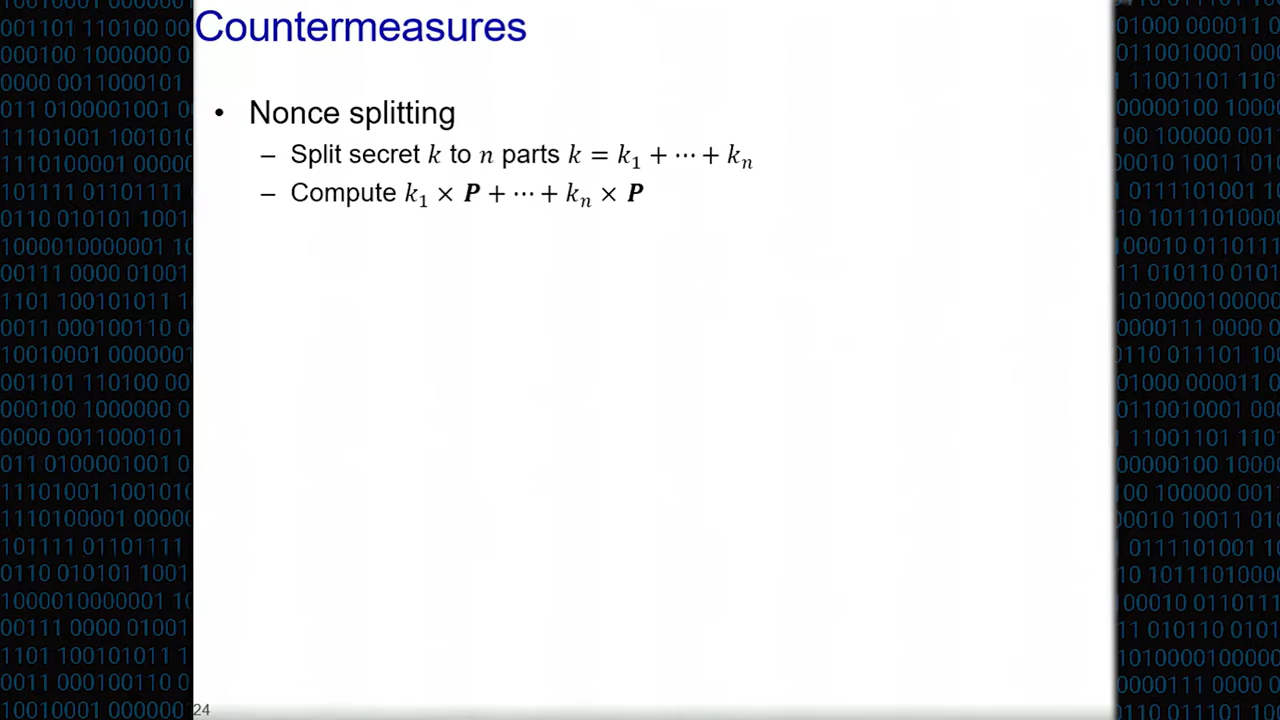 Countermeasures
• Nonce splitting
– Split secret k to n parts k = k₁ + ⋯ + kₙ
– Compute k₁ × P + ⋯ + kₙ × P
24